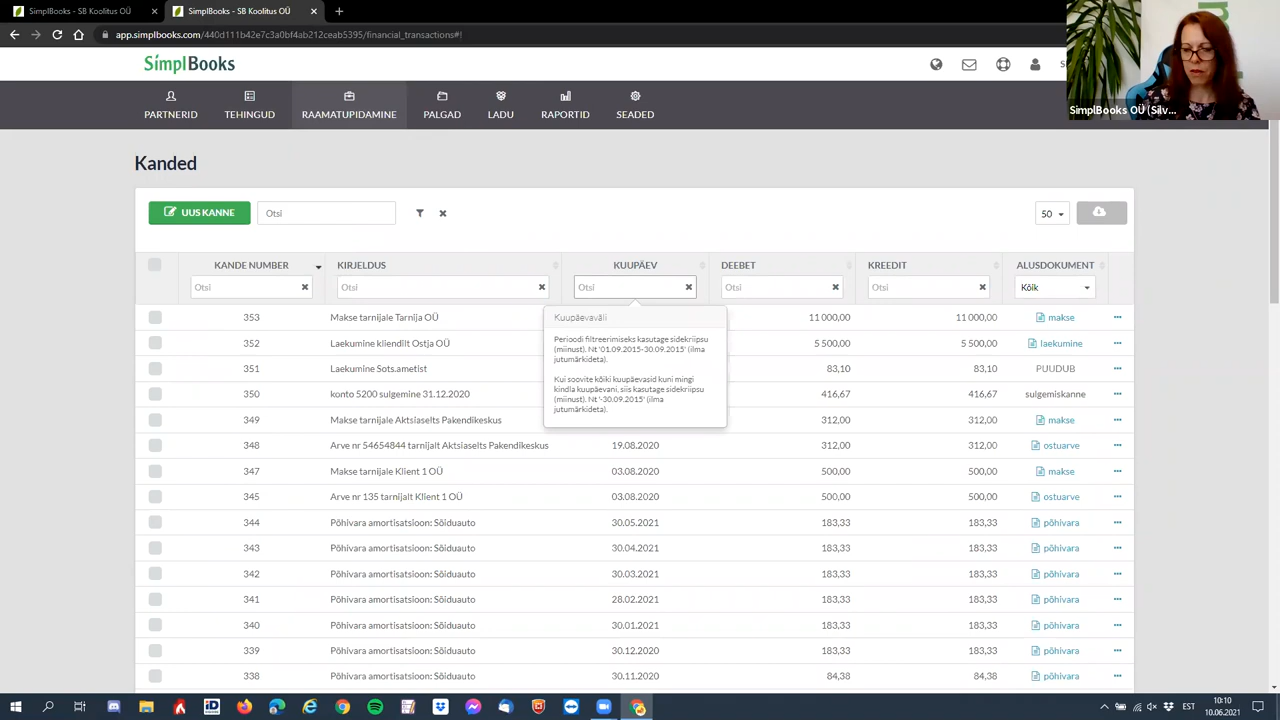 SimplBooks - SB Koolitus OÜ
SimplBooks - SB Koolitus OÜ
app.simplbooks.com/440d111b42e7c3a0bf4ab212ceab5395/financial_transactions#!
SimplBooks
SimplBooks OÜ (Silv...
PARTNERID TEHINGUD RAAMATUPIDAMINE PALGAD LADU RAPORTID SEADED
Kanded
UUS KANNE Otsi 50
KANDE NUMBER KIRJELDUS KUUPÄEV DEEBET KREEDIT ALUSDOKUMENT
Otsi Otsi Otsi Otsi Otsi Kõik
353 Makse tarnijale Tarnija OÜ 11 000,00 11 000,00 makse
352 Laekumine kliendilt Ostja OÜ 5 500,00 5 500,00 laekumine
351 Laekumine Sots.ametist 83,10 83,10 PUUDUB
350 konto 5200 sulgemine 31.12.2020 416,67 416,67 sulgemiskanne
349 Makse tarnijale Aktsiaselts Pakendikeskus 312,00 312,00 makse
Kuupäevaväli
Perioodi filtreerimiseks kasutage sidekriipsu
(miinust). Nt '01.09.2015-30.09.2015' (ilma
jutumärkideta).
Kui soovite kõiki kuupäevasid kuni mingi
kindla kuupäevani, siis kasutage sidekriipsu
(miinust). Nt '-30.09.2015' (ilma
jutumärkideta).
348 Arve nr 54654844 tarnijalt Aktsiaselts Pakendikeskus 19.08.2020 312,00 312,00 ostuarve
347 Makse tarnijale Klient 1 OÜ 03.08.2020 500,00 500,00 makse
345 Arve nr 135 tarnijalt Klient 1 OÜ 03.08.2020 500,00 500,00 ostuarve
344 Põhivara amortisatsioon: Sõiduauto 30.05.2021 183,33 183,33 põhivara
343 Põhivara amortisatsioon: Sõiduauto 30.04.2021 183,33 183,33 põhivara
342 Põhivara amortisatsioon: Sõiduauto 30.03.2021 183,33 183,33 põhivara
341 Põhivara amortisatsioon: Sõiduauto 28.02.2021 183,33 183,33 põhivara
340 Põhivara amortisatsioon: Sõiduauto 30.01.2021 183,33 183,33 põhivara
339 Põhivara amortisatsioon: Sõiduauto 30.12.2020 183,33 183,33 põhivara
338 Põhivara amortisatsioon: Sõiduauto 30.11.2020 84,38 84,38 põhivara
EST
10:10
10.06.2021